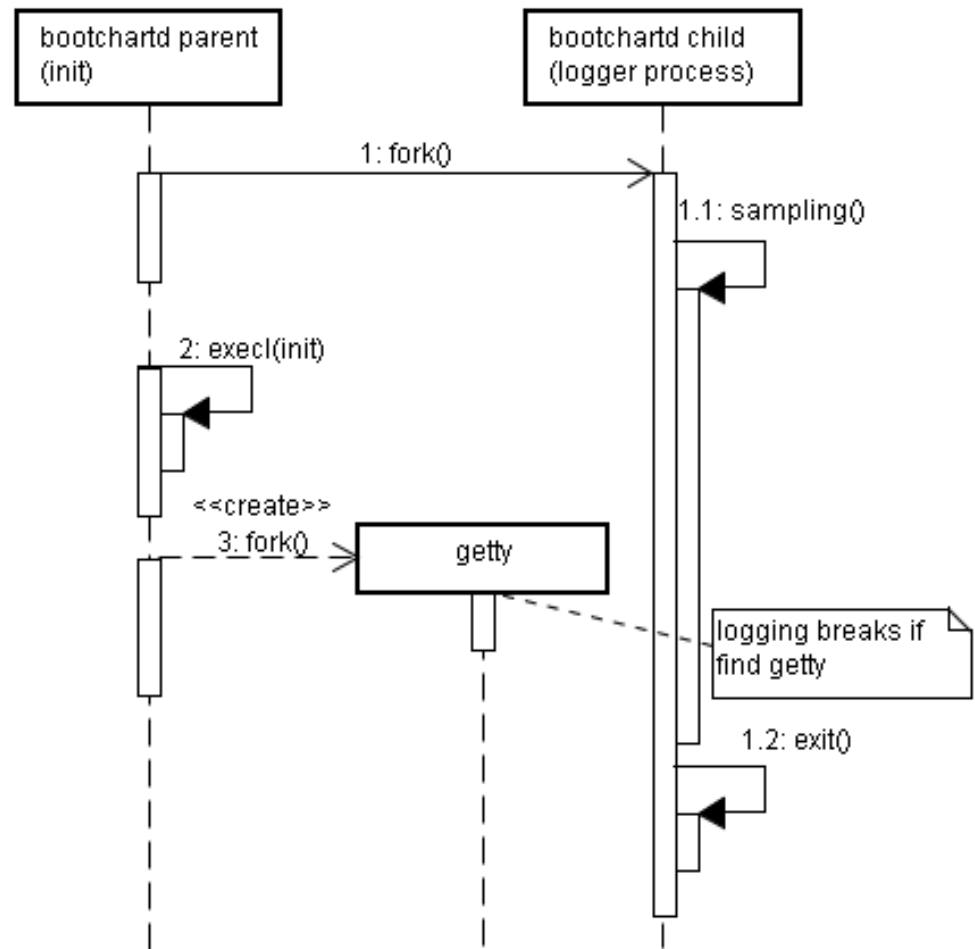 bootchartd parent
(init)
bootchartd child
(logger process)
1: fork()
1.1: sampling()
2: execl(init)
<<create>>
3: fork()
getty
logging breaks if
find getty
1.2: exit()